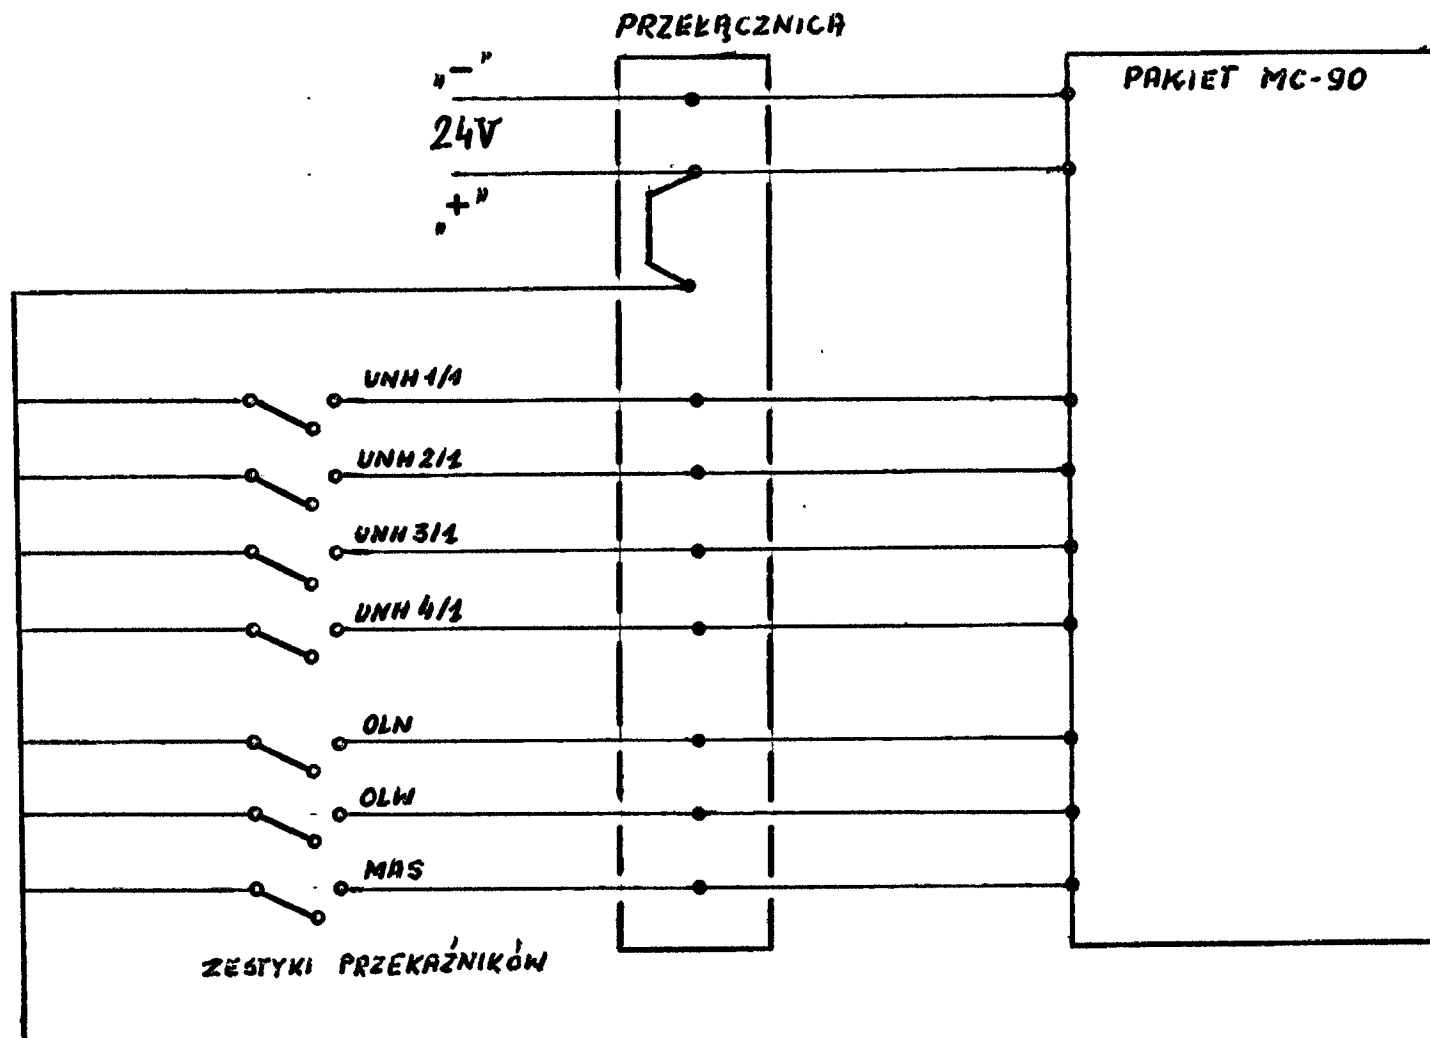 PRZEŁĄCZNICA
PAKIET MC-90
„-”
24V
„+”
UNH 1/1
UNH 2/1
UNH 3/1
UNH 4/1
OLN
OLW
MAS
ZESTYKI PRZEKAŹNIKÓW